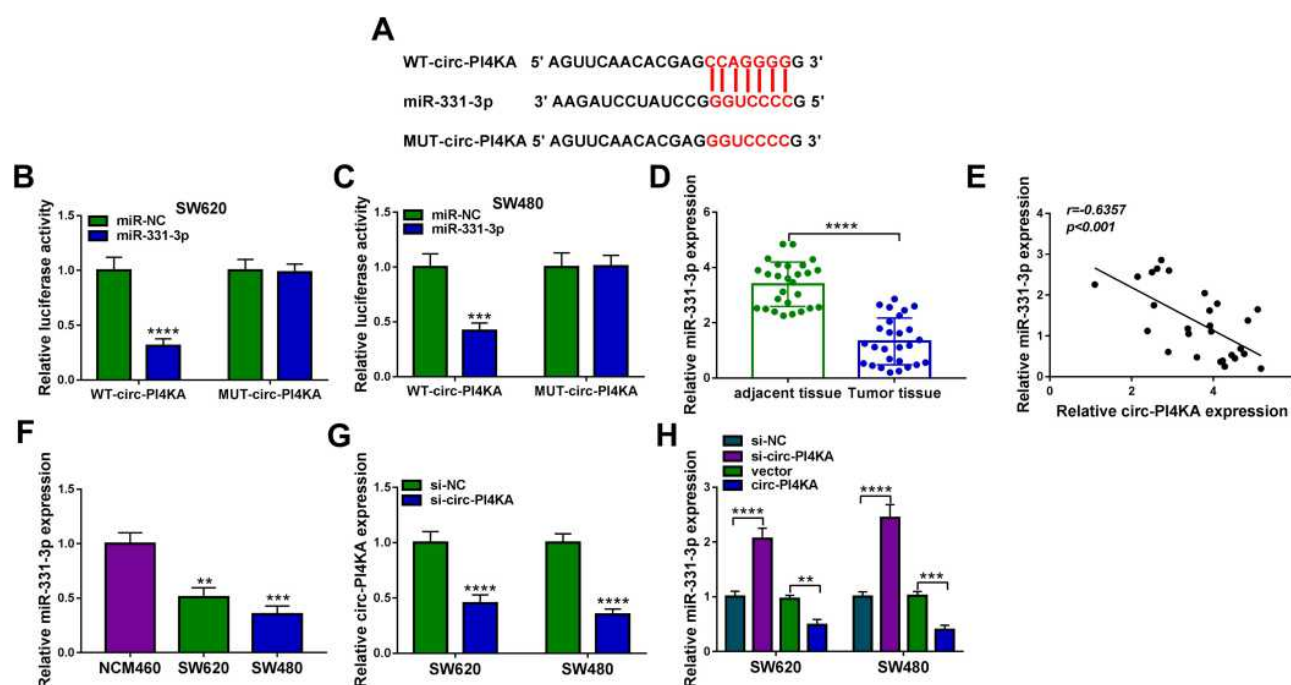 A
WT-circ-PI4KA 5' AGUUCAACACGAGCCAGGGGG 3'
miR-331-3p 3' AAGAUCCUAUCCGGGUCCCCG 5'
MUT-circ-PI4KA 5' AGUUCAACACGAGGGUCCCCG 3'
B
SW620
miR-NC
miR-331-3p
Relative luciferase activity
1.5
1.0
0.5
0.0
****
WT-circ-PI4KA MUT-circ-PI4KA
C
SW480
miR-NC
miR-331-3p
Relative luciferase activity
1.5
1.0
0.5
0.0
***
WT-circ-PI4KA MUT-circ-PI4KA
D
Relative miR-331-3p expression
6
4
2
0
****
adjacent tissue Tumor tissue
E
r=-0.6357
p<0.001
Relative miR-331-3p expression
4
3
2
1
0
0 2 4 6
Relative circ-PI4KA expression
F
Relative miR-331-3p expression
1.5
1.0
0.5
0.0
**
***
NCM460 SW620 SW480
G
si-NC
si-circ-PI4KA
Relative circ-PI4KA expression
1.5
1.0
0.5
0.0
****
****
SW620 SW480
H
si-NC
si-circ-PI4KA
vector
circ-PI4KA
Relative miR-331-3p expression
3
2
1
0
****
**
****
***
SW620 SW480